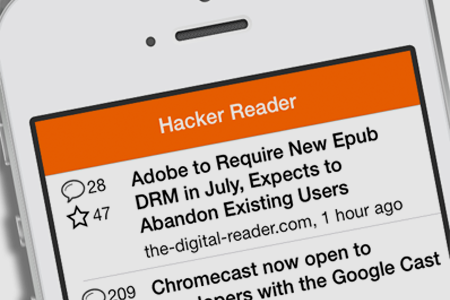 Hacker Reader
28
47
Adobe to Require New Epub
DRM in July, Expects to
Abandon Existing Users
the-digital-reader.com, 1 hour ago
209
Chromecast now open to
with the Google Cast